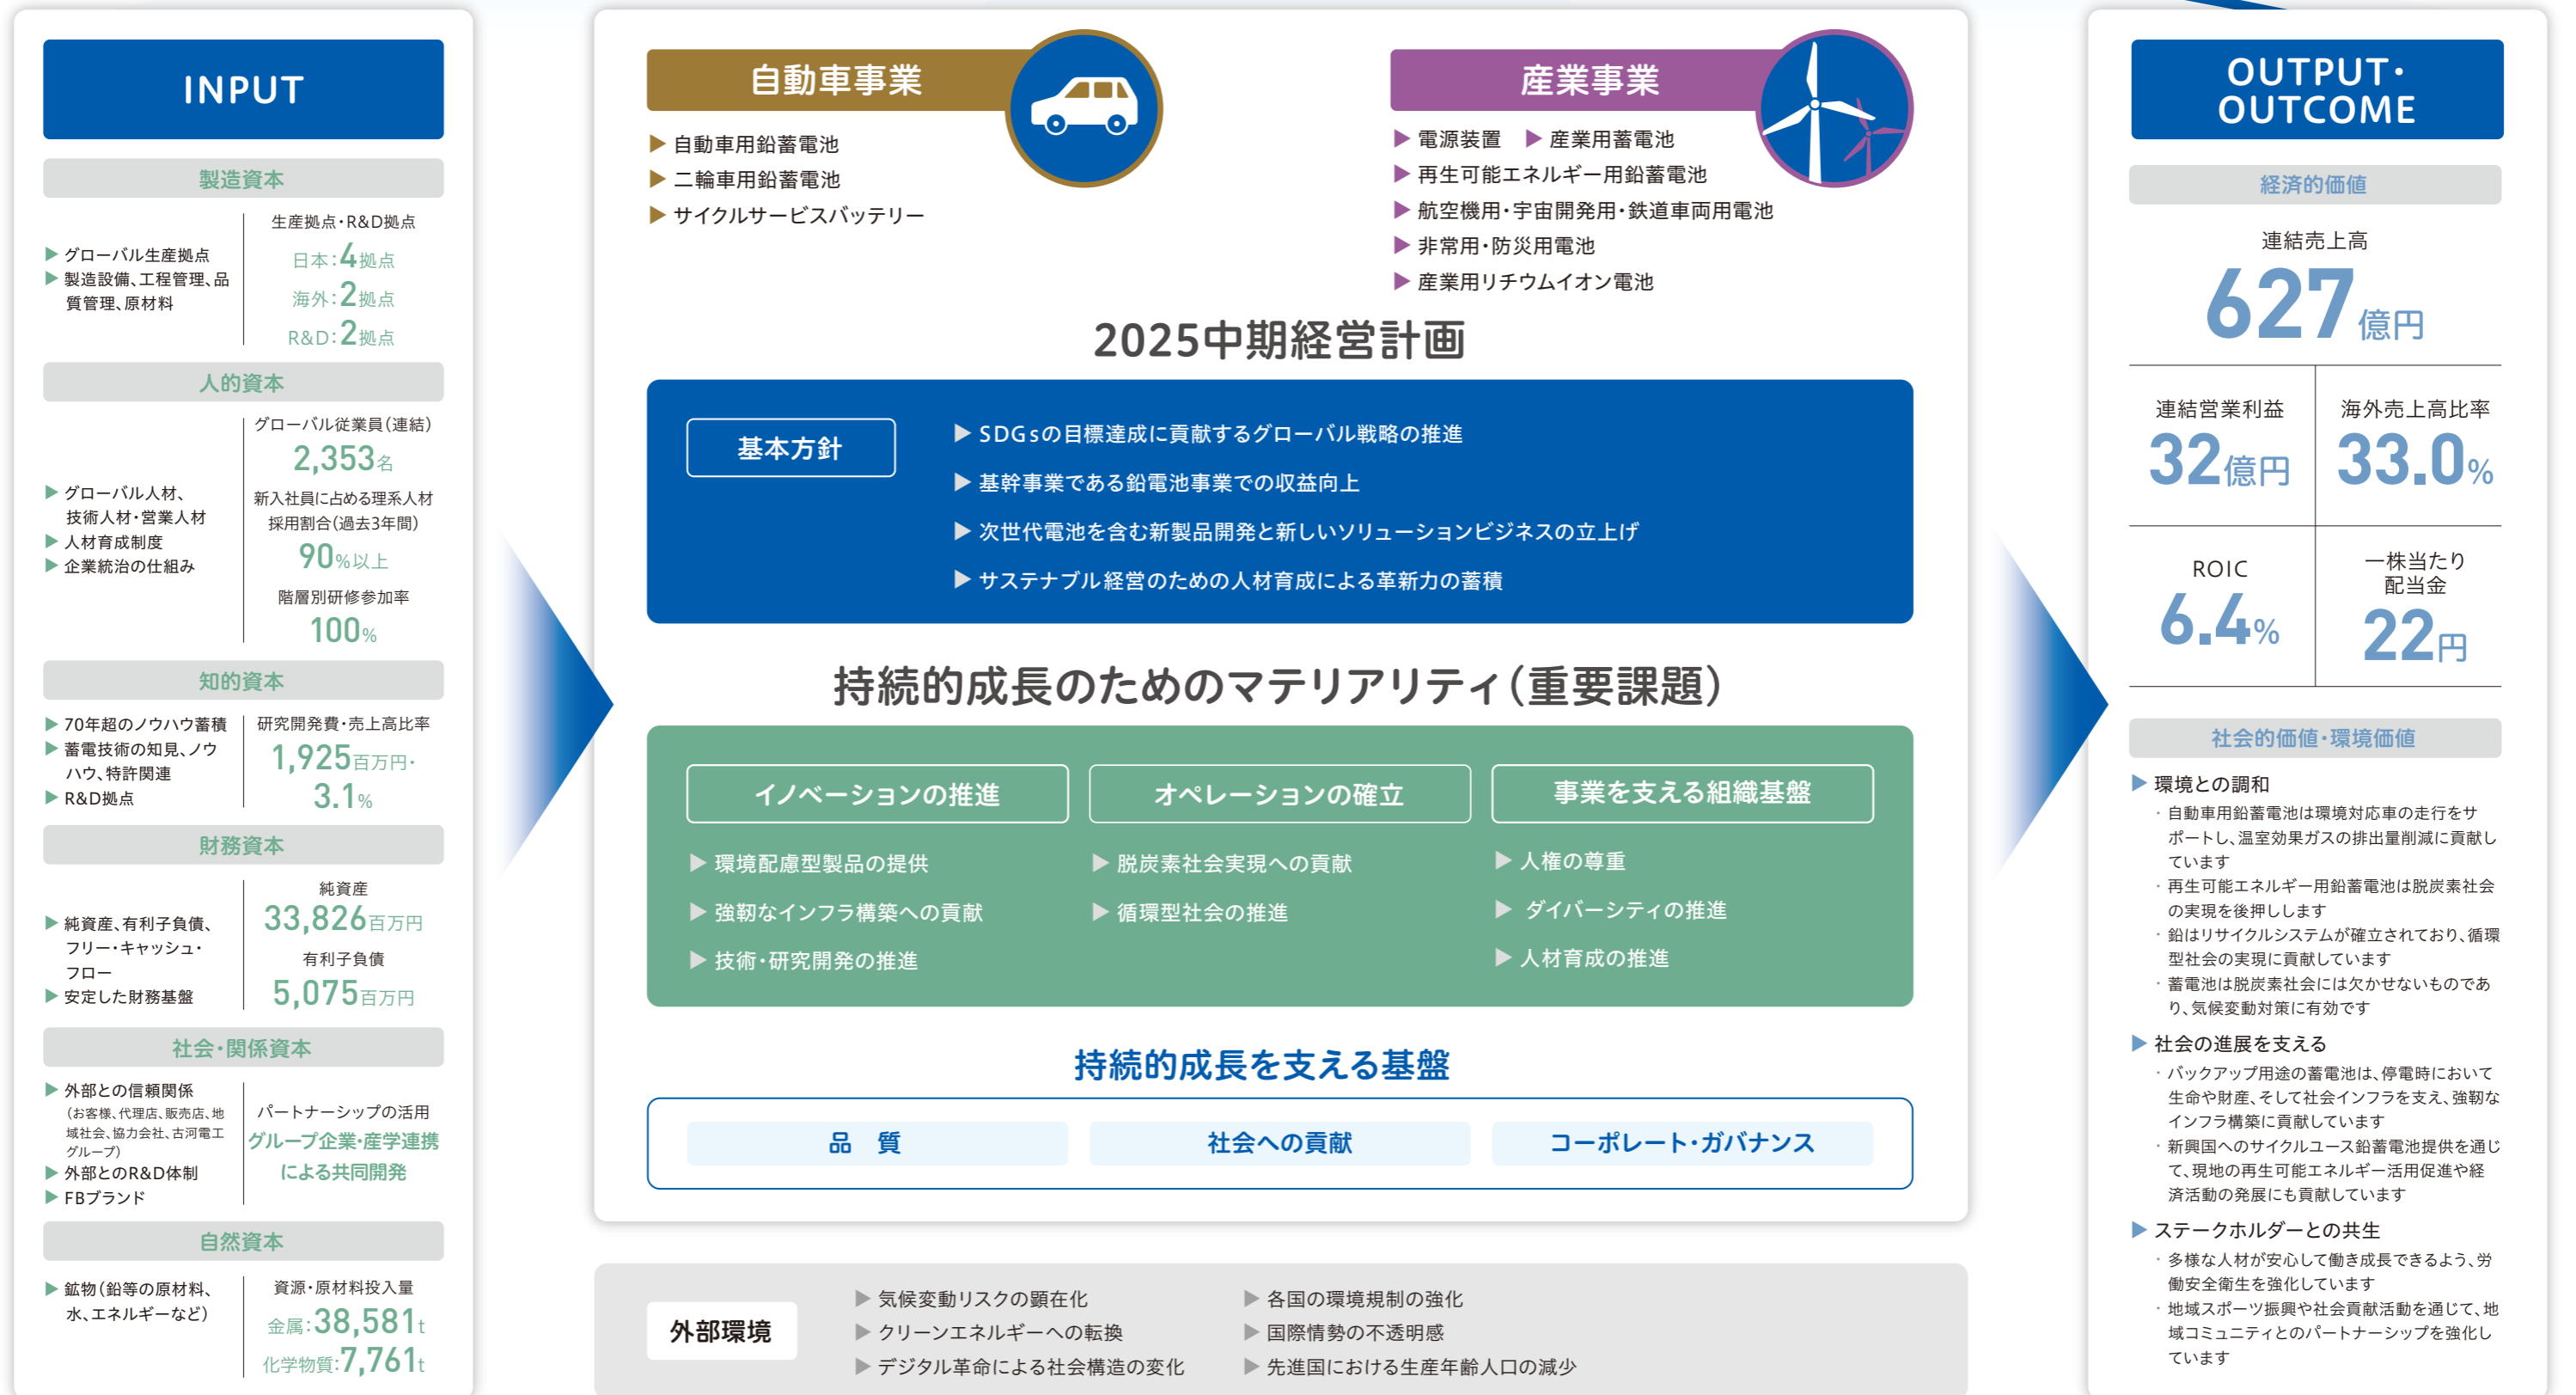 INPUT
製造資本
▶ グローバル生産拠点
▶ 製造設備、工程管理、品
質管理、原材料
生産拠点・R&D拠点
日本：4拠点
海外：2拠点
R&D：2拠点
人的資本
▶ グローバル人材、
技術人材・営業人材
▶ 人材育成制度
▶ 企業統治の仕組み
グローバル従業員（連結）
2,353名
新入社員に占める理系人材
採用割合（過去3年間）
90%以上
階層別研修参加率
100%
知的資本
▶ 70年超のノウハウ蓄積
▶ 蓄電技術の知見、ノウ
ハウ、特許関連
▶ R&D拠点
研究開発費・売上高比率
1,925百万円・
3.1%
財務資本
▶ 純資産、有利子負債、
フリー・キャッシュ・
フロー
▶ 安定した財務基盤
純資産
33,826百万円
有利子負債
5,075百万円
社会・関係資本
▶ 外部との信頼関係
（お客様、代理店、販売店、地
域社会、協力会社、古河電工
グループ）
▶ 外部とのR&D体制
▶ FBブランド
パートナーシップの活用
グループ企業・産学連携
による共同開発
自然資本
▶ 鉱物（鉛等の原材料、
水、エネルギーなど）
資源・原材料投入量
金属：38,581t
化学物質：7,761t
自動車事業
▶ 自動車用鉛蓄電池
▶ 二輪車用鉛蓄電池
▶ サイクルサービスバッテリー
産業事業
▶ 電源装置 ▶ 産業用蓄電池
▶ 再生可能エネルギー用鉛蓄電池
▶ 航空機用・宇宙開発用・鉄道車両用電池
▶ 非常用・防災用電池
▶ 産業用リチウムイオン電池
2025中期経営計画
基本方針
▶ SDGsの目標達成に貢献するグローバル戦略の推進
▶ 基幹事業である鉛電池事業での収益向上
▶ 次世代電池を含む新製品開発と新しいソリューションビジネスの立上げ
▶ サステナブル経営のための人材育成による革新力の蓄積
持続的成長のためのマテリアリティ（重要課題）
イノベーションの推進
▶ 環境配慮型製品の提供
▶ 強靭なインフラ構築への貢献
▶ 技術・研究開発の推進
オペレーションの確立
▶ 脱炭素社会実現への貢献
▶ 循環型社会の推進
事業を支える組織基盤
▶ 人権の尊重
▶ ダイバーシティの推進
▶ 人材育成の推進
持続的成長を支える基盤
品　質
社会への貢献
コーポレート・ガバナンス
外部環境
▶ 気候変動リスクの顕在化
▶ クリーンエネルギーへの転換
▶ デジタル革命による社会構造の変化
▶ 各国の環境規制の強化
▶ 国際情勢の不透明感
▶ 先進国における生産年齢人口の減少
OUTPUT・
OUTCOME
経済的価値
連結売上高
627億円
連結営業利益
32億円
海外売上高比率
33.0%
ROIC
6.4%
一株当たり
配当金
22円
社会的価値・環境価値
▶ 環境との調和
・自動車用鉛蓄電池は環境対応車の走行をサ
ポートし、温室効果ガスの排出量削減に貢献し
ています
・再生可能エネルギー用鉛蓄電池は脱炭素社会
の実現を後押しします
・鉛はリサイクルシステムが確立されており、循環
型社会の実現に貢献しています
・蓄電池は脱炭素社会には欠かせないものであ
り、気候変動対策に有効です
▶ 社会の進展を支える
・バックアップ用途の蓄電池は、停電時において
生命や財産、そして社会インフラを支え、強靭な
インフラ構築に貢献しています
・新興国へのサイクルユース鉛蓄電池提供を通じ
て、現地の再生可能エネルギー活用促進や経
済活動の発展にも貢献しています
▶ ステークホルダーとの共生
・多様な人材が安心して働き成長できるよう、労
働安全衛生を強化しています
・地域スポーツ振興や社会貢献活動を通じて、地
域コミュニティとのパートナーシップを強化し
ています